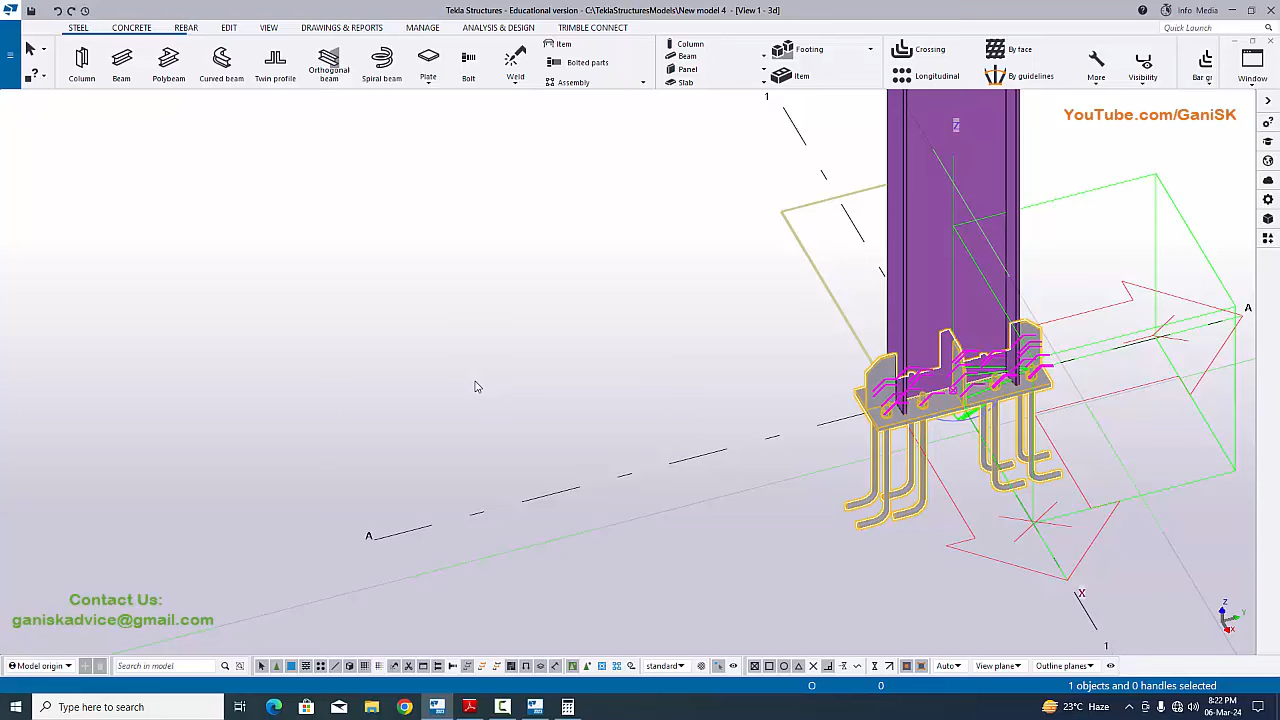 Tekla Structures - Educational version - C:\TeklaStructuresModels\New model 4 - [View 1 - 3d]
Info Media
STEEL CONCRETE REBAR EDIT VIEW DRAWINGS & REPORTS MANAGE ANALYSIS & DESIGN TRIMBLE CONNECT
Quick Launch
Column
Beam
Polybeam
Curved beam
Twin profile
Orthogonal beam
Spiral beam
Plate
Bolt
Weld
Item
Bolted parts
Assembly
Column
Beam
Panel
Slab
Footing
Item
Crossing
Longitudinal
By face
By guidelines
More
Visibility
Bar gr
Window
1
YouTube.com/GaniSK
Z
A
A
X
1
Contact Us:
ganiskadvice@gmail.com
Z
Y
X
Model origin
Search in model
standard
Auto
View plane
Outline planes
O 0 1 objects and 0 handles selected
Type here to search
23°C Haze
8:22 PM
06-Mar-24